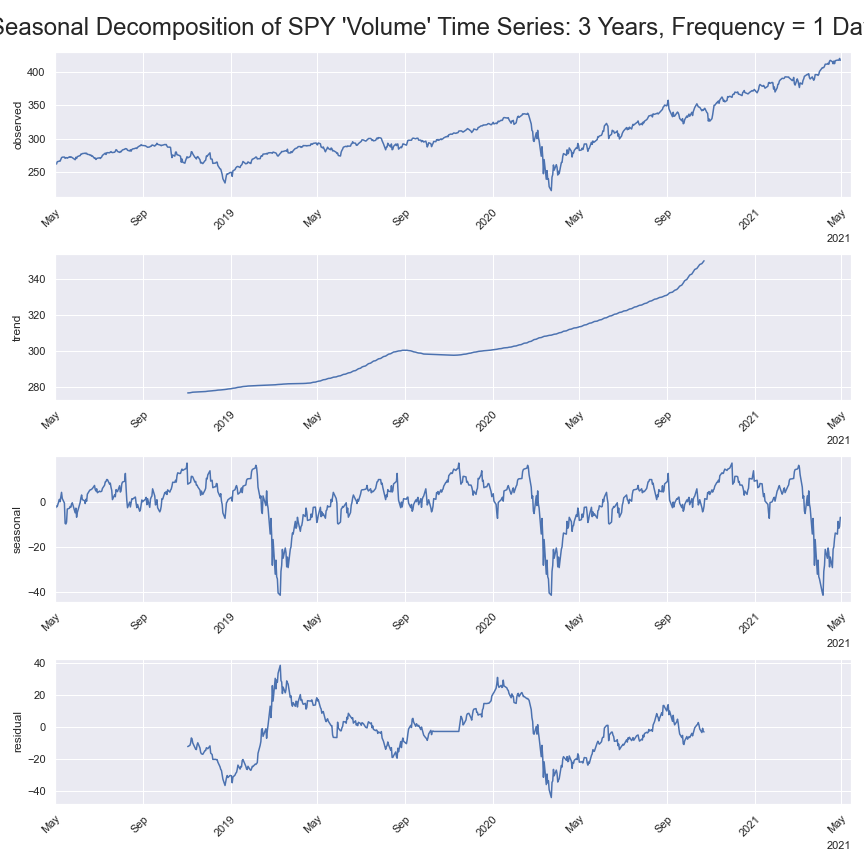 Seasonal Decomposition of SPY 'Volume' Time Series: 3 Years, Frequency = 1 Da
observed
400
350
300
250
May
Sep
2019
May
Sep
2020
May
Sep
2021
May
2021
trend
340
320
300
280
May
Sep
2019
May
Sep
2020
May
Sep
2021
May
2021
seasonal
0
−20
−40
May
Sep
2019
May
Sep
2020
May
Sep
2021
May
2021
residual
40
20
0
−20
−40
May
Sep
2019
May
Sep
2020
May
Sep
2021
May
2021